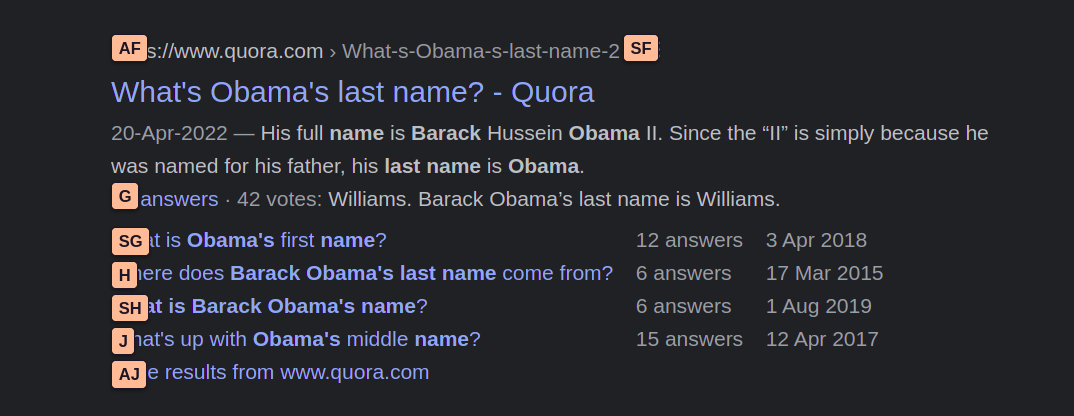 AF s://www.quora.com › What-s-Obama-s-last-name-2 SF
What's Obama's last name? - Quora
20-Apr-2022 — His full name is Barack Hussein Obama II. Since the “II” is simply because he
was named for his father, his last name is Obama.
G answers · 42 votes: Williams. Barack Obama’s last name is Williams.
SG at is Obama's first name? 12 answers 3 Apr 2018
H here does Barack Obama's last name come from? 6 answers 17 Mar 2015
SH at is Barack Obama's name? 6 answers 1 Aug 2019
J hat's up with Obama's middle name? 15 answers 12 Apr 2017
AJ e results from www.quora.com